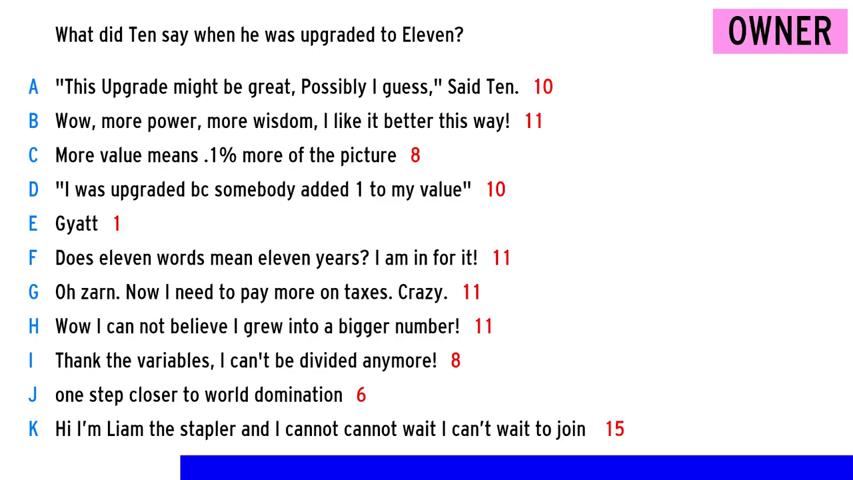 What did Ten say when he was upgraded to Eleven?
OWNER
A "This Upgrade might be great, Possibly I guess," Said Ten. 10
B Wow, more power, more wisdom, I like it better this way! 11
C More value means .1% more of the picture 8
D "I was upgraded bc somebody added 1 to my value" 10
E Gyatt 1
F Does eleven words mean eleven years? I am in for it! 11
G Oh zarn. Now I need to pay more on taxes. Crazy. 11
H Wow I can not believe I grew into a bigger number! 11
I Thank the variables, I can't be divided anymore! 8
J one step closer to world domination 6
K Hi I'm Liam the stapler and I cannot cannot wait I can't wait to join 15